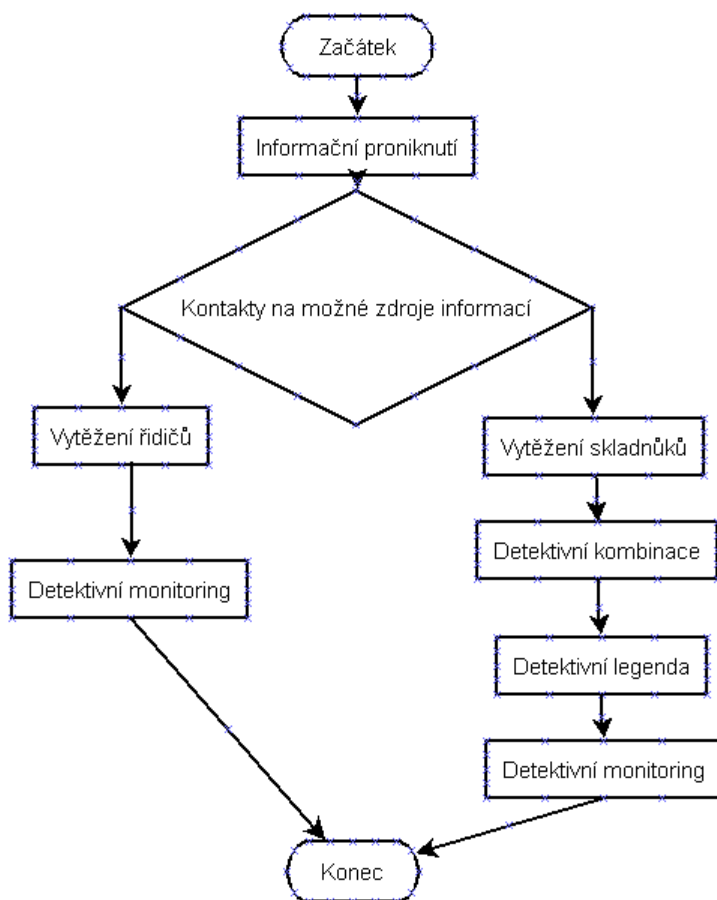 Začátek
Informační proniknutí
Kontakty na možné zdroje informací
Vytěžení řidičů
Detektivní monitoring
Vytěžení skladnůků
Detektivní kombinace
Detektivní legenda
Detektivní monitoring
Konec